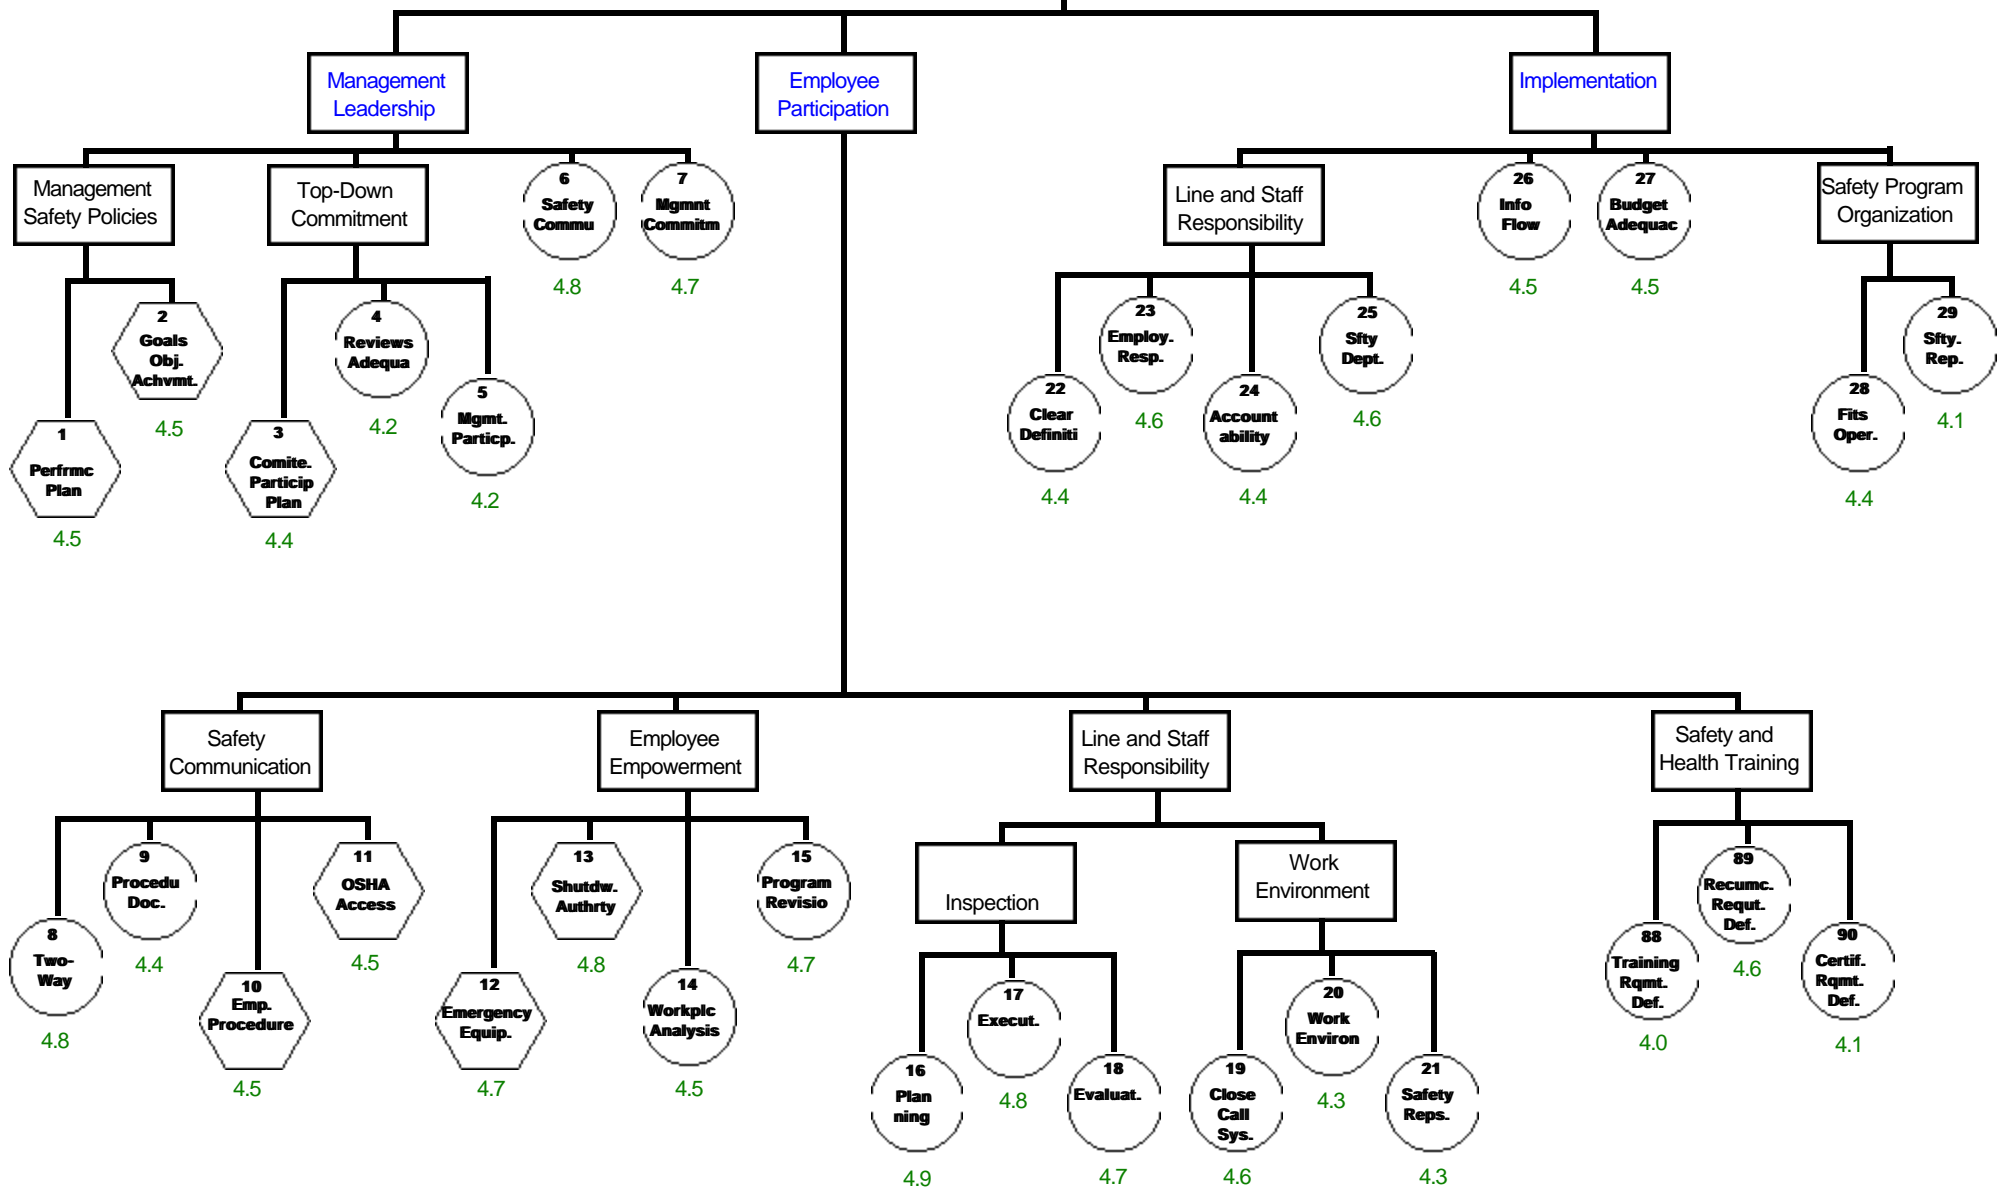 Management
Leadership
Employee
Participation
Implementation
Management
Safety Policies
Top-Down
Commitment
6
Safety
Commu
4.8
7
Mgmnt
Commitm
4.7
Line and Staff
Responsibility
26
Info
Flow
4.5
27
Budget
Adequac
4.5
Safety Program
Organization
1
Perfrmc
Plan
4.5
2
Goals
Obj.
Achvmt.
4.5
3
Comite.
Particip
Plan
4.4
4
Reviews
Adequa
4.2
5
Mgmt.
Particp.
4.2
22
Clear
Definiti
4.4
23
Employ.
Resp.
4.6
24
Account
ability
4.4
25
Sfty
Dept.
4.6
28
Fits
Oper.
4.4
29
Sfty.
Rep.
4.1
Safety
Communication
Employee
Empowerment
Line and Staff
Responsibility
Safety and
Health Training
8
Two-
Way
4.8
9
Procedu
Doc.
4.4
10
Emp.
Procedure
4.5
11
OSHA
Access
4.5
12
Emergency
Equip.
4.7
13
Shutdw.
Authrty
4.8
14
Workplc
Analysis
4.5
15
Program
Revisio
4.7
Inspection
Work
Environment
16
Plan
ning
4.9
17
Execut.
4.8
18
Evaluat.
4.7
19
Close
Call
Sys.
4.6
20
Work
Environ
4.3
21
Safety
Reps.
4.3
88
Training
Rqmt.
Def.
4.0
89
Recumc.
Requt.
Def.
4.6
90
Certif.
Rqmt.
Def.
4.1